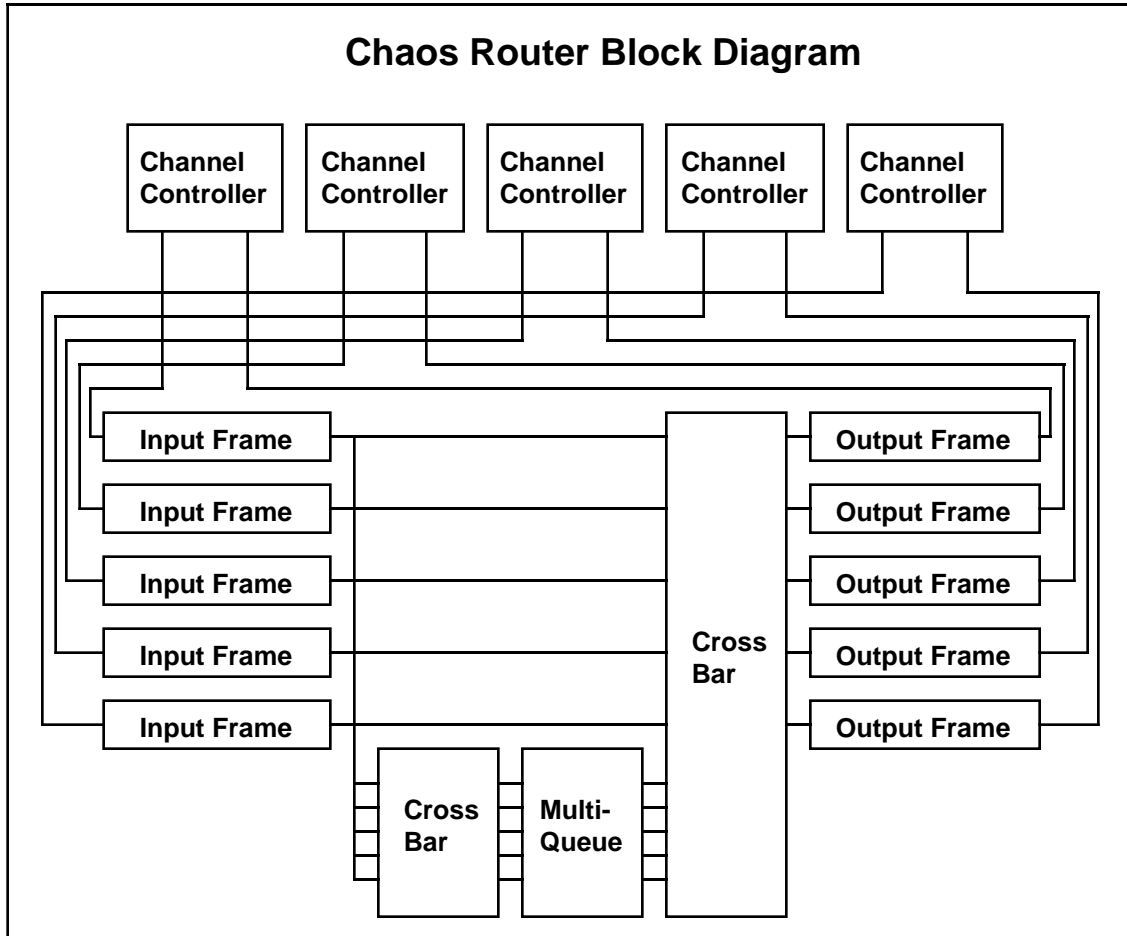 Chaos Router Block Diagram
Channel
Controller
Channel
Controller
Channel
Controller
Channel
Controller
Channel
Controller
Input Frame
Output Frame
Input Frame
Output Frame
Input Frame
Output Frame
Input Frame
Output Frame
Cross
Bar
Input Frame
Output Frame
Cross
Bar
Multi-
Queue